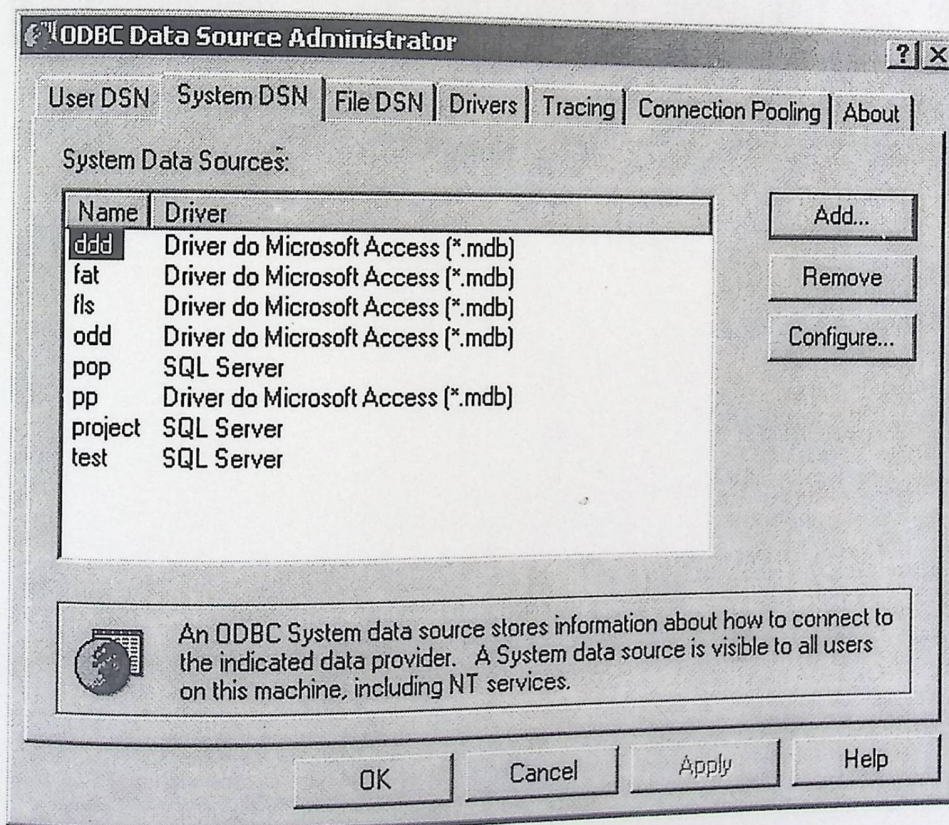 ODBC Data Source Administrator
? X
User DSN System DSN File DSN Drivers Tracing Connection Pooling About
System Data Sources:
Name Driver
ddd Driver do Microsoft Access (*.mdb)
fat Driver do Microsoft Access (*.mdb)
fls Driver do Microsoft Access (*.mdb)
odd Driver do Microsoft Access (*.mdb)
pop SQL Server
pp Driver do Microsoft Access (*.mdb)
project SQL Server
test SQL Server
Add...
Remove
Configure...
An ODBC System data source stores information about how to connect to
the indicated data provider. A System data source is visible to all users
on this machine, including NT services.
OK Cancel Apply Help